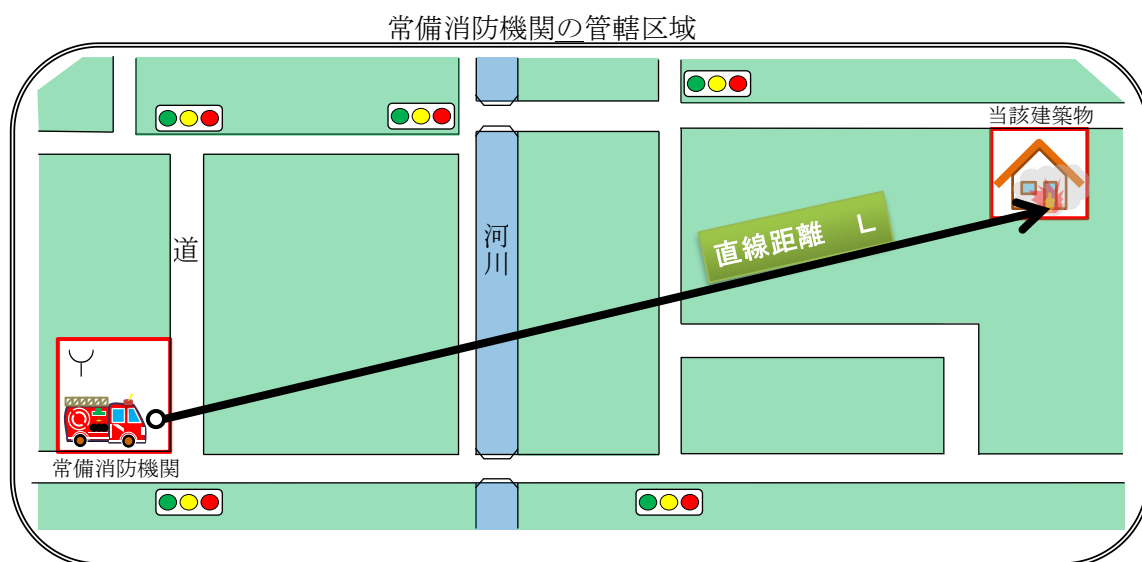 常備消防機関の管轄区域
当該建築物
直線距離　L
道
河川
常備消防機関